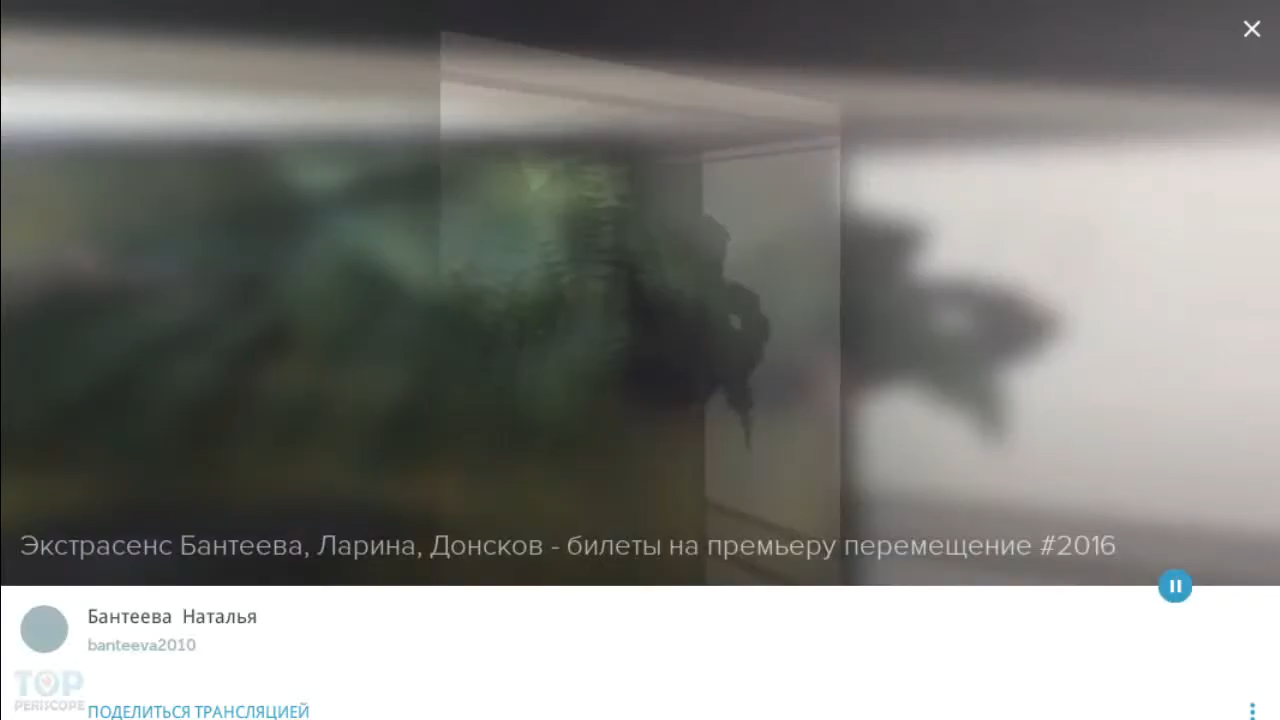 Экстрасенс Бантеева, Ларина, Донсков - билеты на премьеру перемещение #2016
Бантеева Наталья
banteeva2010
TOP
PERISCOPE
ПОДЕЛИТЬСЯ ТРАНСЛЯЦИЕЙ